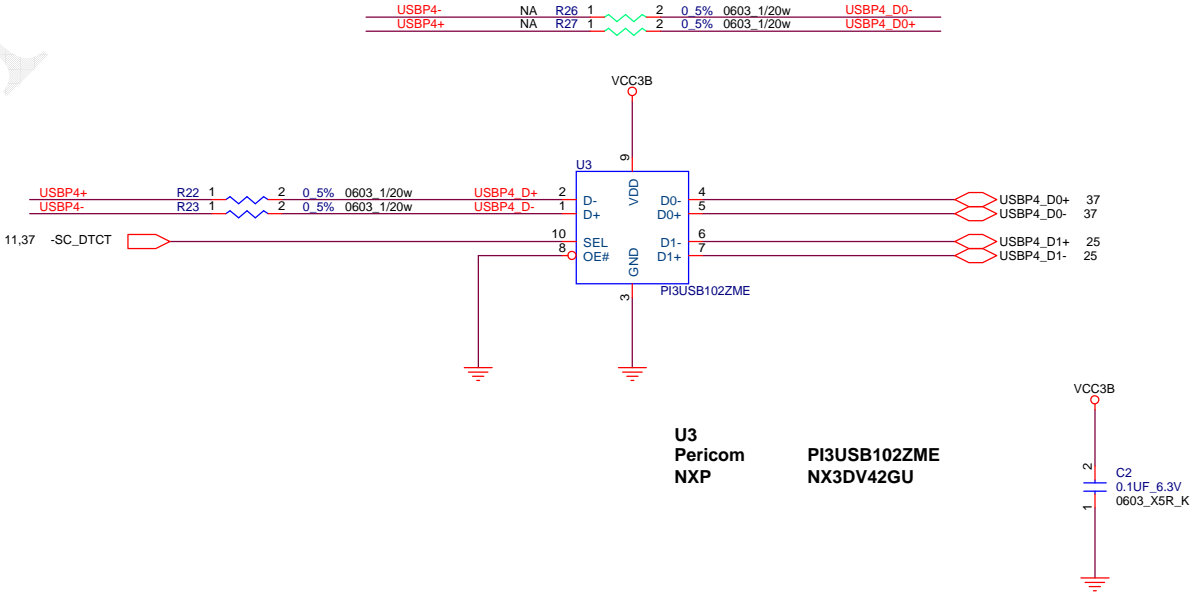 USBP4- NA R26 1 2 0_5% 0603_1/20w USBP4_D0-
USBP4+ NA R27 1 2 0_5% 0603_1/20w USBP4_D0+
VCC3B
9
U3
USBP4+ R22 1 2 0_5% 0603_1/20w USBP4_D+ 2 D- VDD D0- 4 USBP4_D0+ 37
USBP4- R23 1 2 0_5% 0603_1/20w USBP4_D- 1 D+ D0+ 5 USBP4_D0- 37
11,37 -SC_DTCT 10 SEL D1- 6 USBP4_D1+ 25
8 OE# GND D1+ 7 USBP4_D1- 25
3 PI3USB102ZME
VCC3B
U3
Pericom PI3USB102ZME
NXP NX3DV42GU
2 C2
0.1UF_6.3V
1 0603_X5R_K